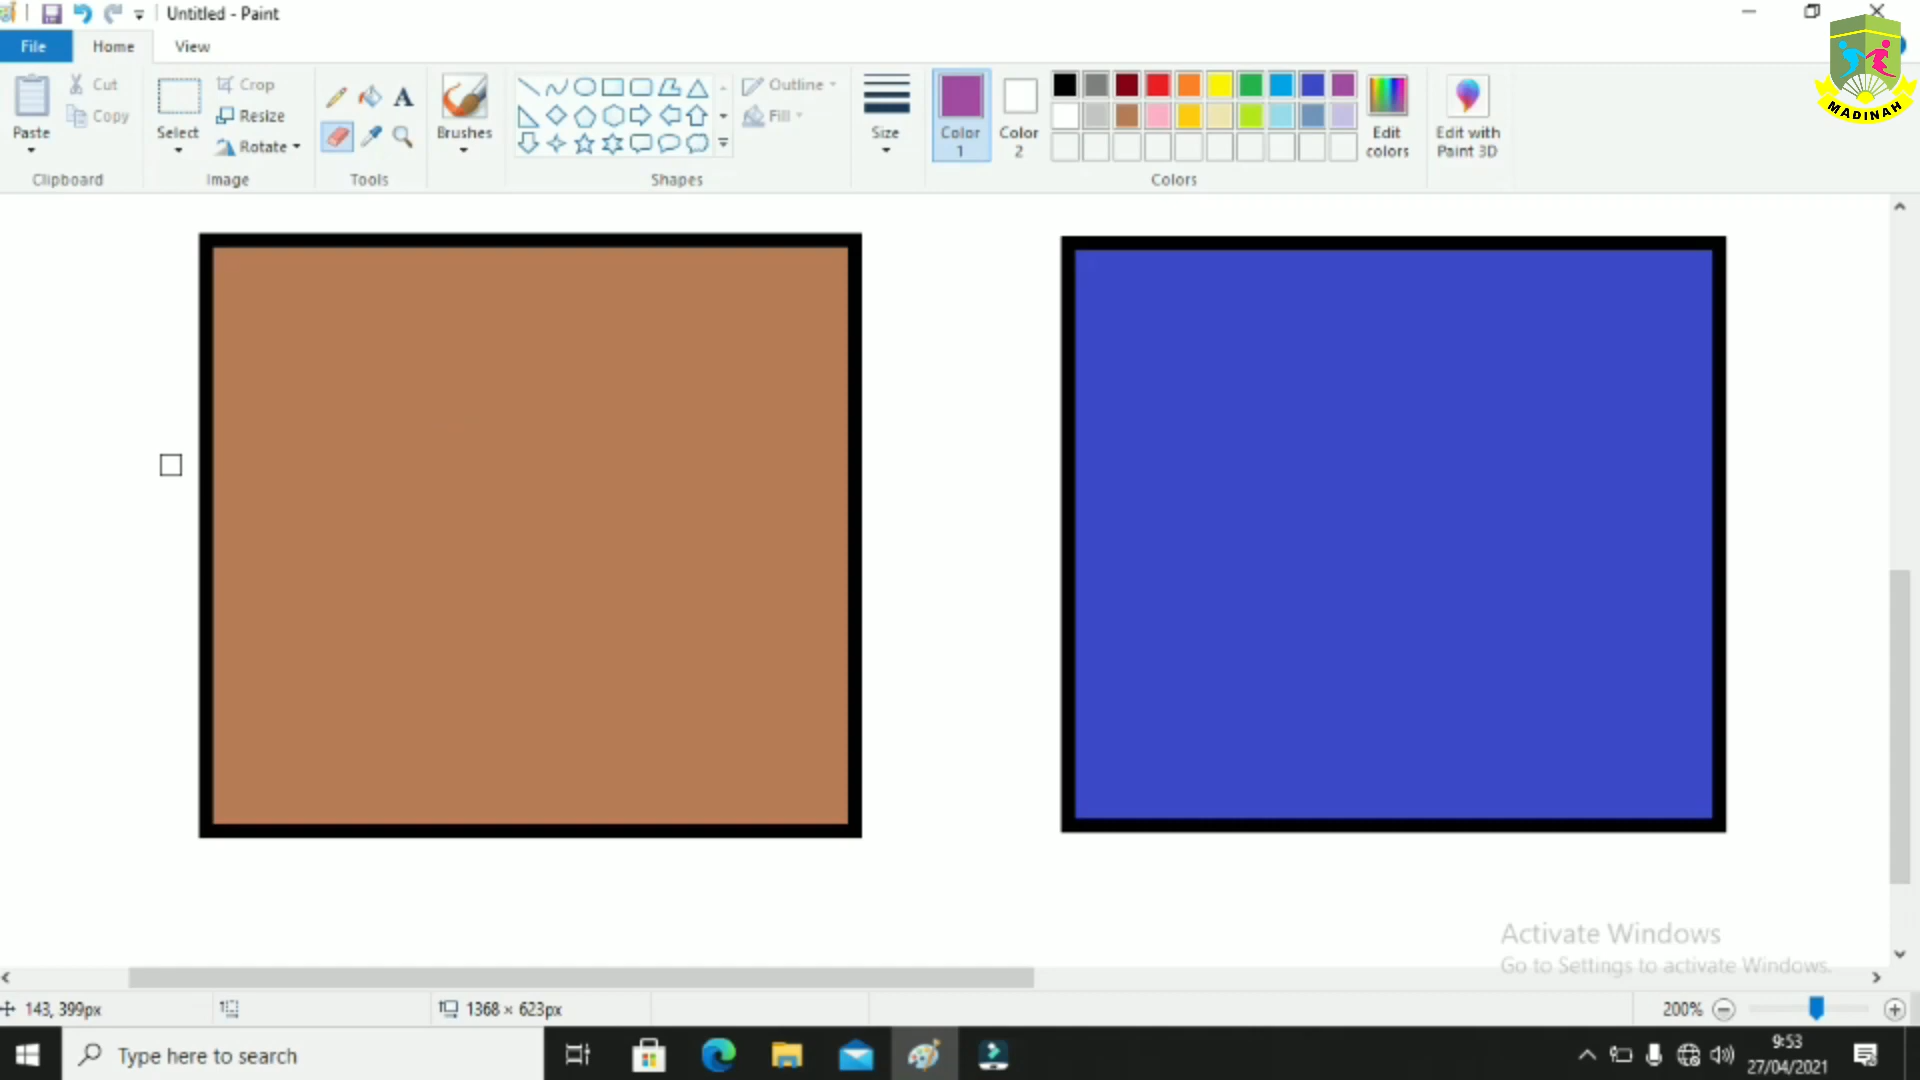 Untitled - Paint
File Home View
Paste
Cut
Copy
Clipboard
Select
Crop
Resize
Rotate
Image
A
Tools
Brushes
Shapes
Outline
Fill
Size
Color 1
Color 2
Colors
Edit colors
Edit with Paint 3D
MADINAH
Activate Windows
Go to Settings to activate Windows.
143, 399px
1368 × 623px
200%
Type here to search
9:53
27/04/2021